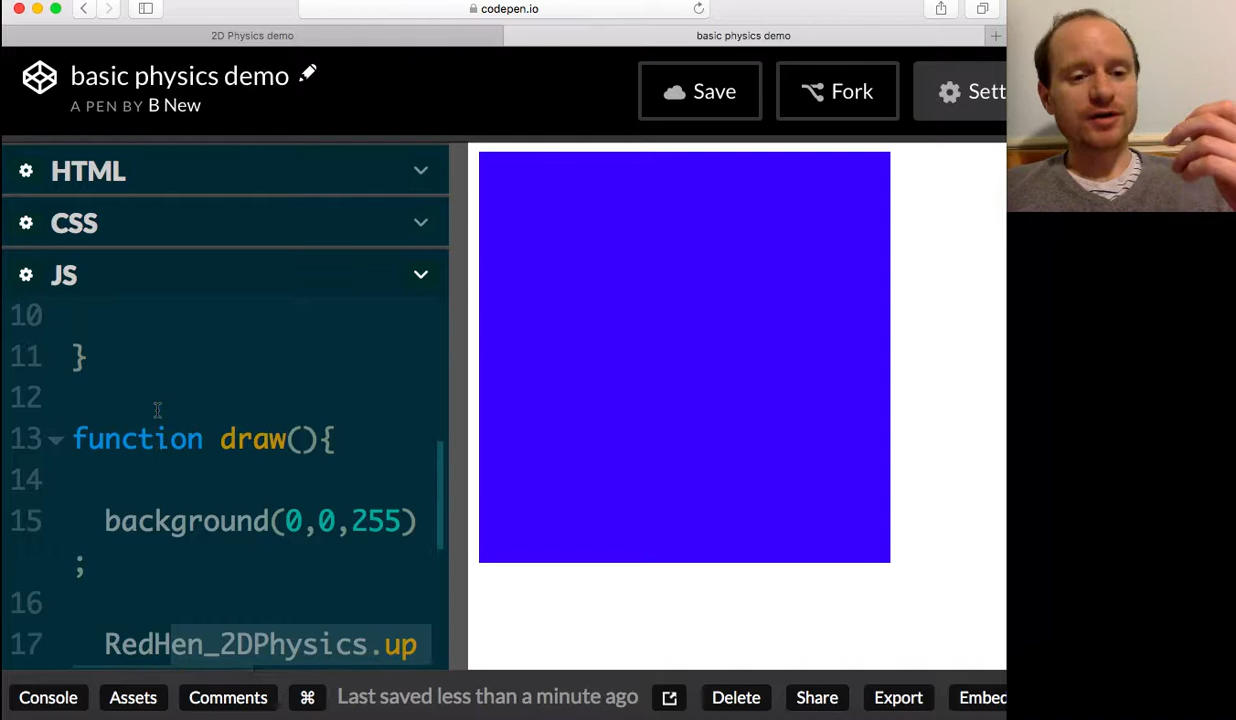 codepen.io
2D Physics demo
basic physics demo
basic physics demo
A PEN BY B New
Save
Fork
Sett
HTML
CSS
JS
10
11 }
12
13 function draw(){
14
15 background(0,0,255)
;
16
17 RedHen_2DPhysics.up
Console
Assets
Comments
⌘
Last saved less than a minute ago
Delete
Share
Export
Embed